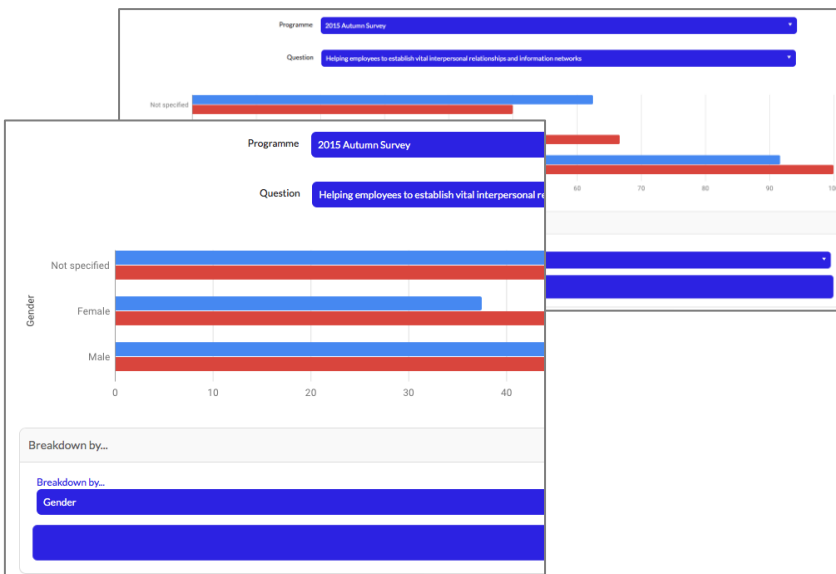 Programme
2015 Autumn Survey
Question
Helping employees to establish vital interpersonal relationships and information networks
Not specified
60
70
80
90
10
Programme
2015 Autumn Survey
Question
Helping employees to establish vital interpersonal re
Gender
Not specified
Female
Male
0
10
20
30
40
Breakdown by...
Breakdown by...
Gender